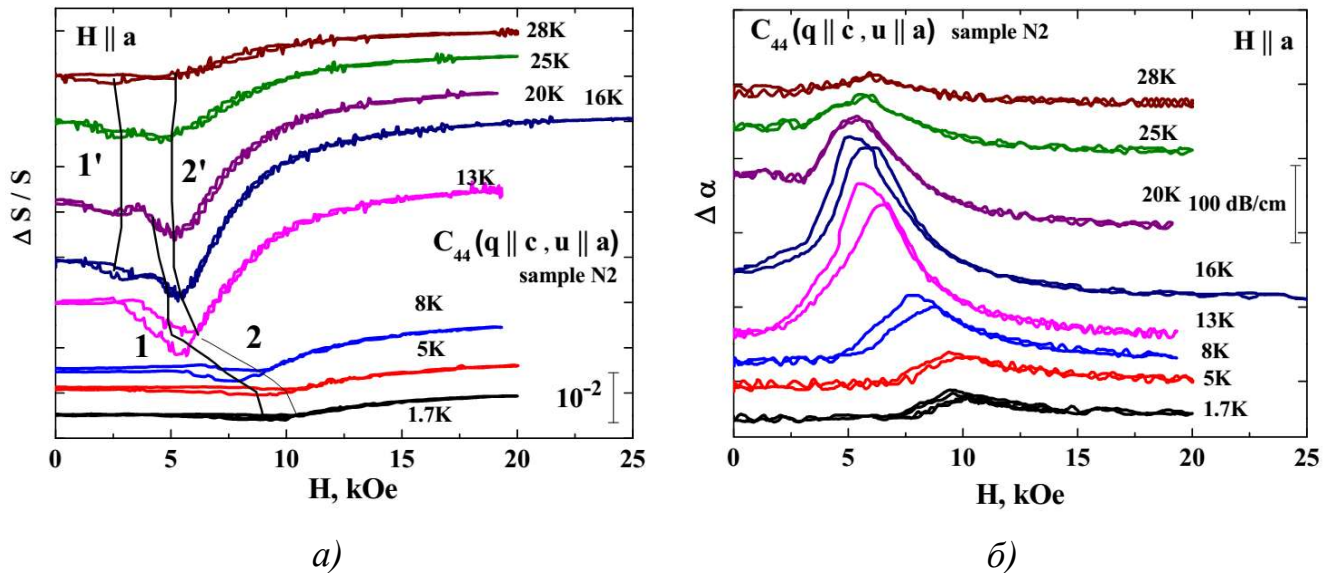 H || a
28K
25K
20K
16K
1'
2'
13K
C44 (q || c , u || a)
sample N2
8K
1
2
5K
10-2
1.7K
Δ S / S
0
5
10
15
20
25
H, kOe
а)
C44 (q || c , u || a) sample N2
H || a
28K
25K
20K
100 dB/cm
16K
13K
8K
5K
1.7K
Δ α
0
5
10
15
20
25
H, kOe
б)